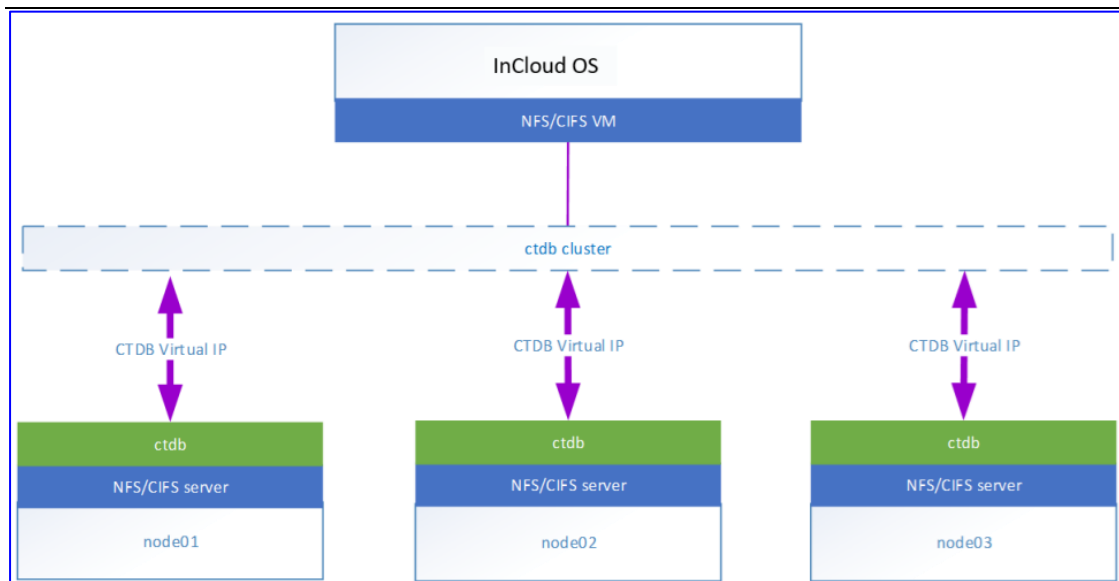 InCloud OS
NFS/CIFS VM
ctdb cluster
CTDB Virtual IP
CTDB Virtual IP
CTDB Virtual IP
ctdb
ctdb
ctdb
NFS/CIFS server
NFS/CIFS server
NFS/CIFS server
node01
node02
node03